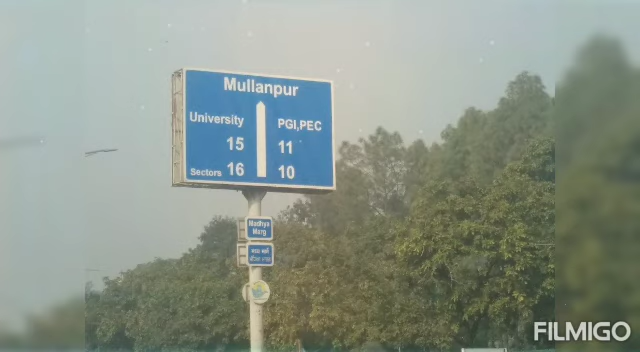 Mullanpur
University PGI,PEC
15 11
Sectors 16 10
Madhya
Marg
FILMIGO